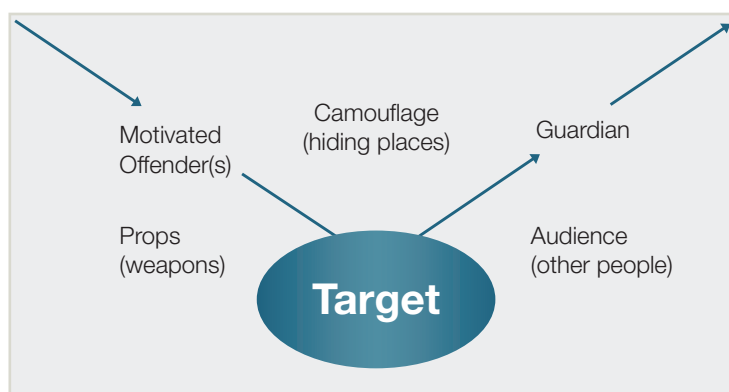 Camouflage
(hiding places)
Motivated
Offender(s)
Guardian
Props
(weapons)
Audience
(other people)
Target